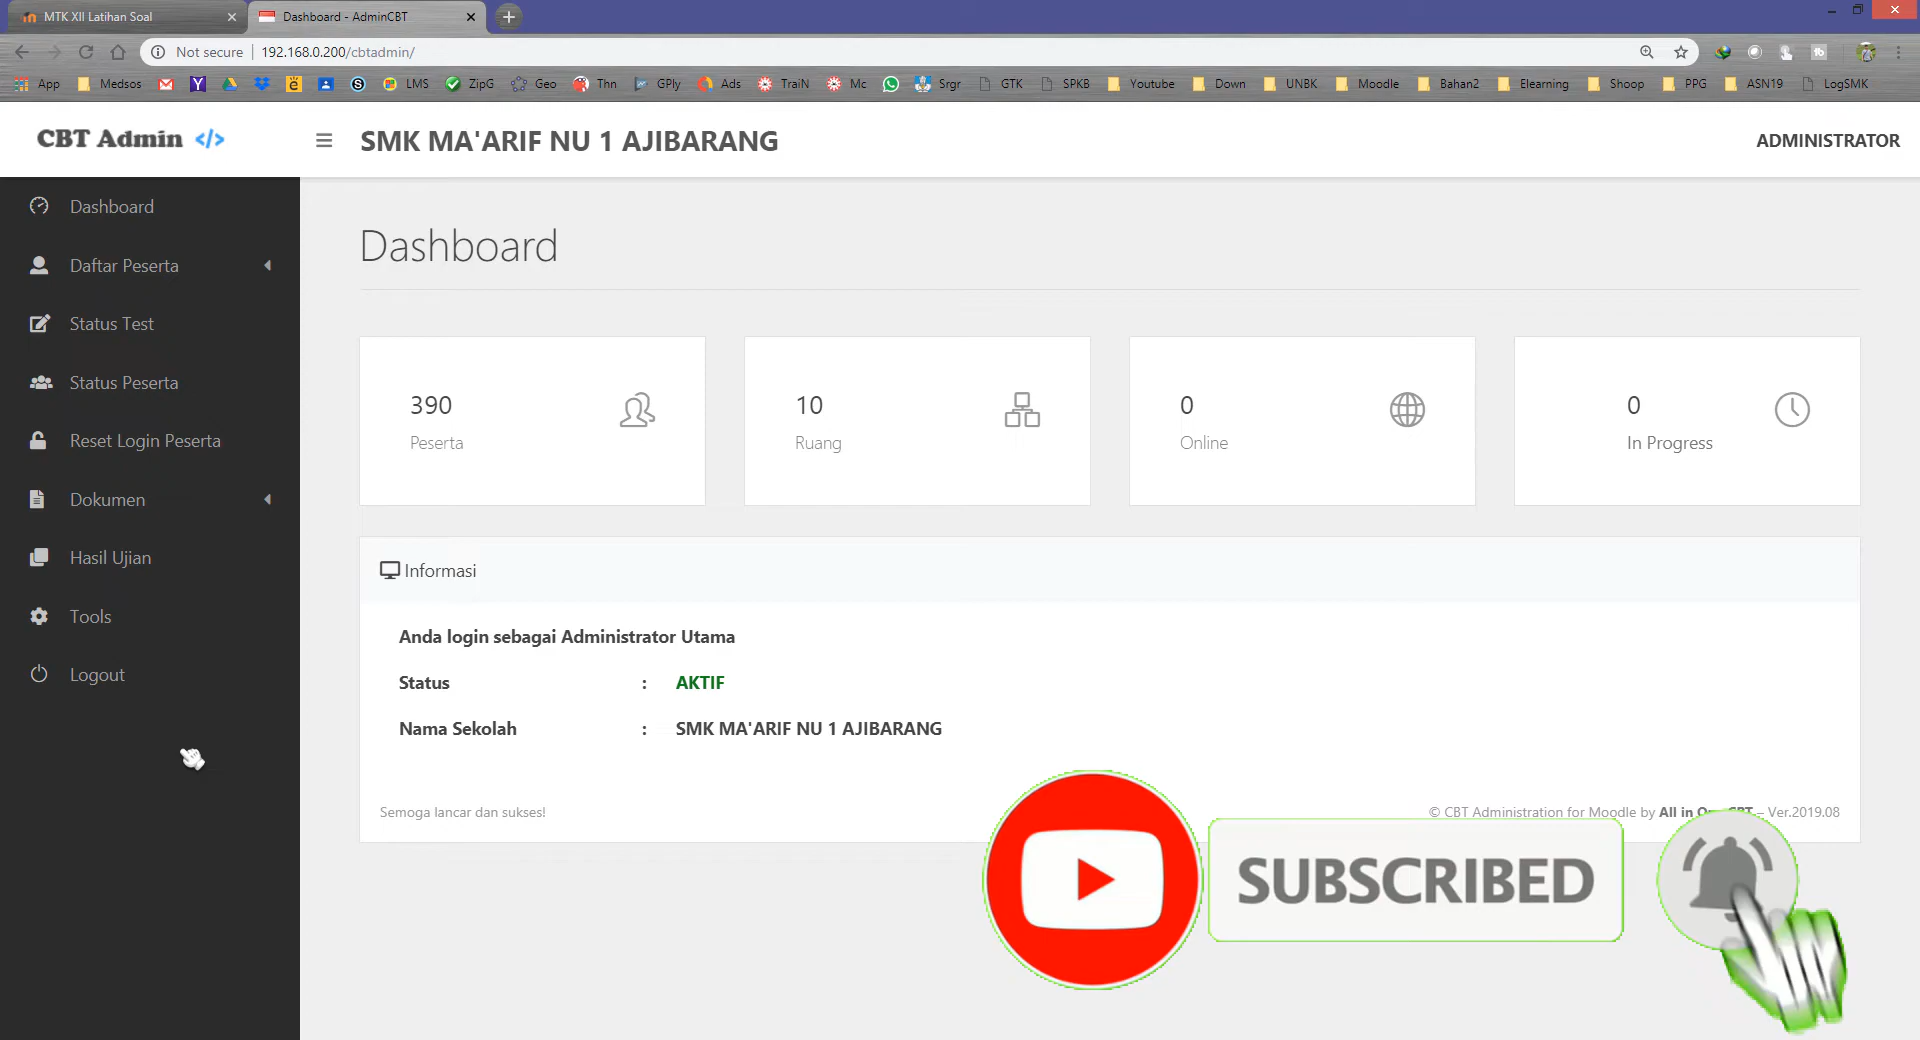 MTK XII Latihan Soal
Dashboard - AdminCBT
Not secure 192.168.0.200/cbtadmin/
App Medsos LMS ZipG Geo Thn GPly Ads TraiN Mc Srgr GTK SPKB Youtube Down UNBK Moodle Bahan2 Elearning Shoop PPG ASN19 LogSMK
CBT Admin </>
SMK MA'ARIF NU 1 AJIBARANG
ADMINISTRATOR
Dashboard
Daftar Peserta
Status Test
Status Peserta
Reset Login Peserta
Dokumen
Hasil Ujian
Tools
Logout
Dashboard
390
Peserta
10
Ruang
0
Online
0
In Progress
Informasi
Anda login sebagai Administrator Utama
Status : AKTIF
Nama Sekolah : SMK MA'ARIF NU 1 AJIBARANG
Semoga lancar dan sukses!
© CBT Administration for Moodle by All in One CBT – Ver.2019.08
SUBSCRIBED